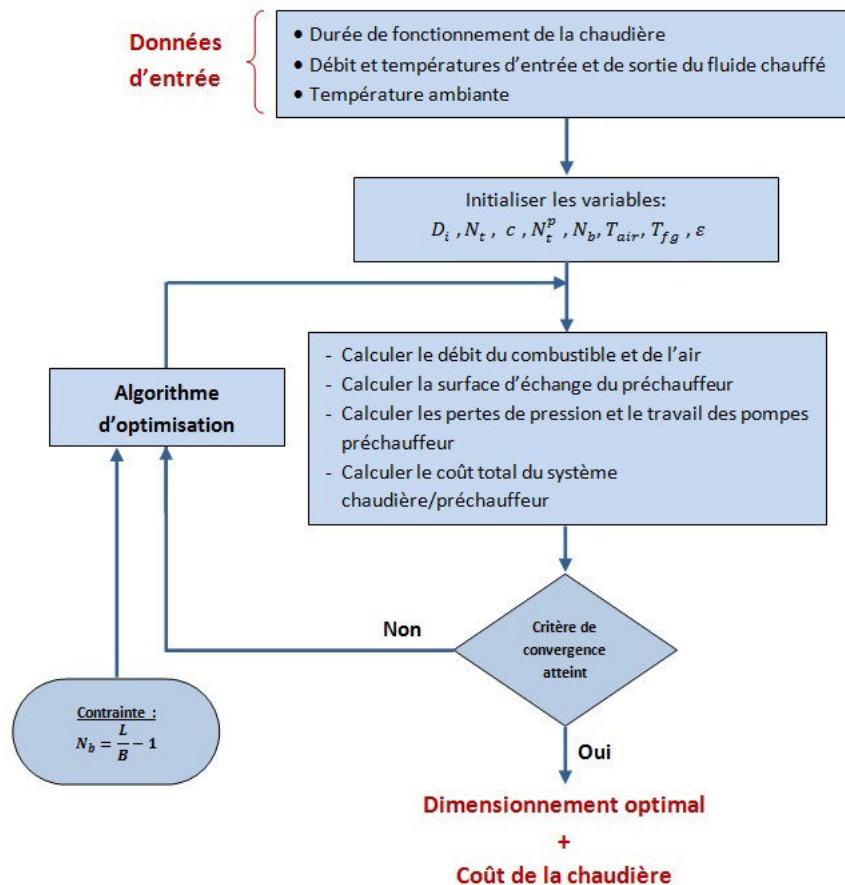 Données
d'entrée
• Durée de fonctionnement de la chaudière
• Débit et températures d'entrée et de sortie du fluide chauffé
• Température ambiante
Initialiser les variables:
D_i , N_t , c , N_t^p , N_b, T_air, T_fg , ε
- Calculer le débit du combustible et de l'air
- Calculer la surface d'échange du préchauffeur
- Calculer les pertes de pression et le travail des pompes
préchauffeur
- Calculer le coût total du système
chaudière/préchauffeur
Algorithme
d'optimisation
Critère de
convergence
atteint
Non
Contrainte :
N_b = L/B − 1
Oui
Dimensionnement optimal
+
Coût de la chaudière